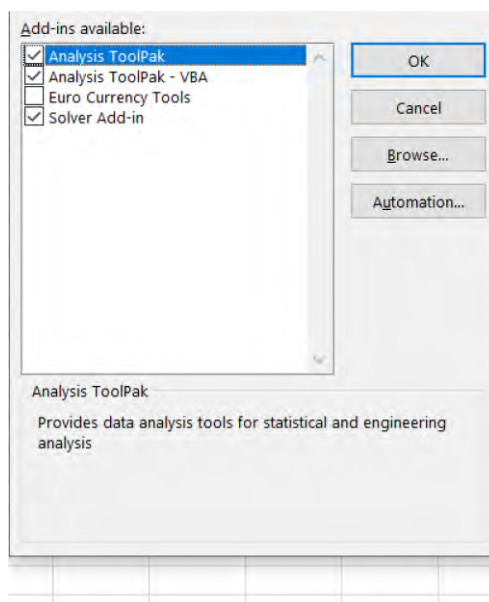 Add-ins available:
Analysis ToolPak
Analysis ToolPak - VBA
Euro Currency Tools
Solver Add-in
OK
Cancel
Browse...
Automation...
Analysis ToolPak
Provides data analysis tools for statistical and engineering
analysis